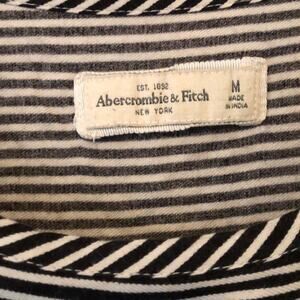 EST. 1892
Abercrombie & Fitch
NEW YORK
M
MADE
IN INDIA